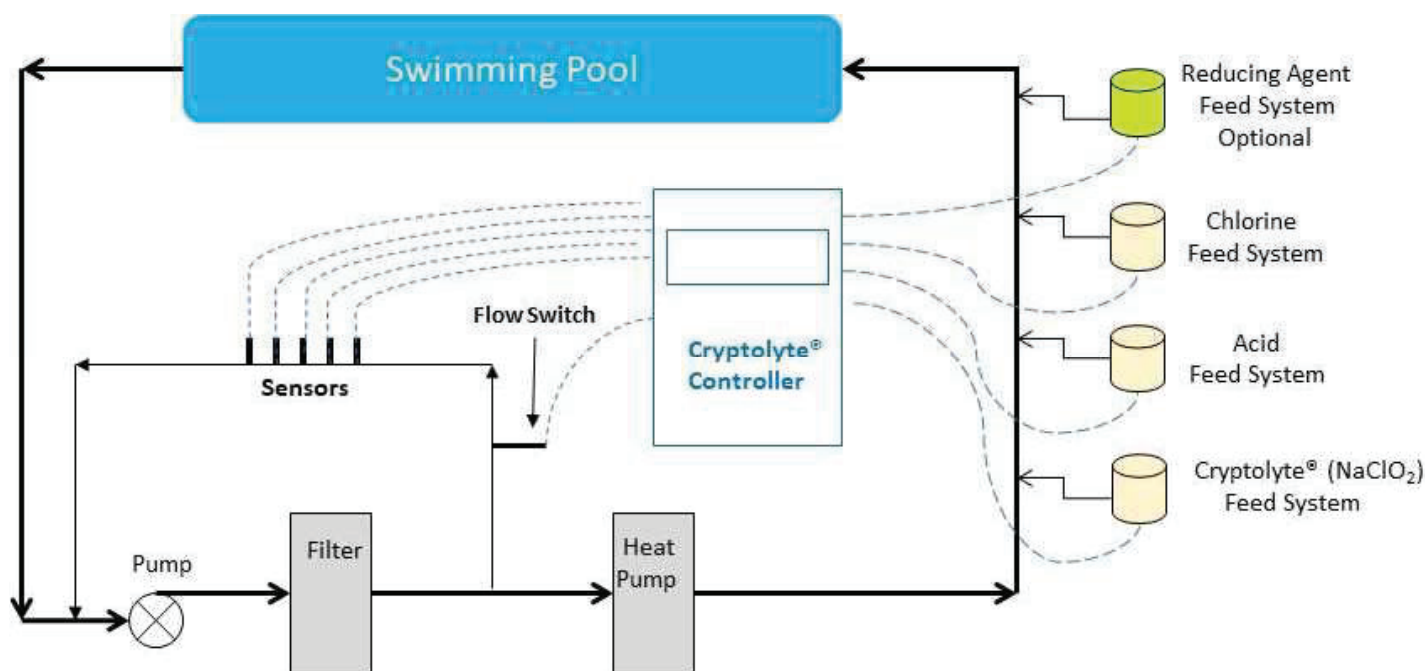 Swimming Pool
Reducing Agent
Feed System
Optional
Chlorine
Feed System
Flow Switch
Cryptolyte®
Controller
Sensors
Acid
Feed System
Cryptolyte® (NaClO₂)
Feed System
Pump
Filter
Heat
Pump